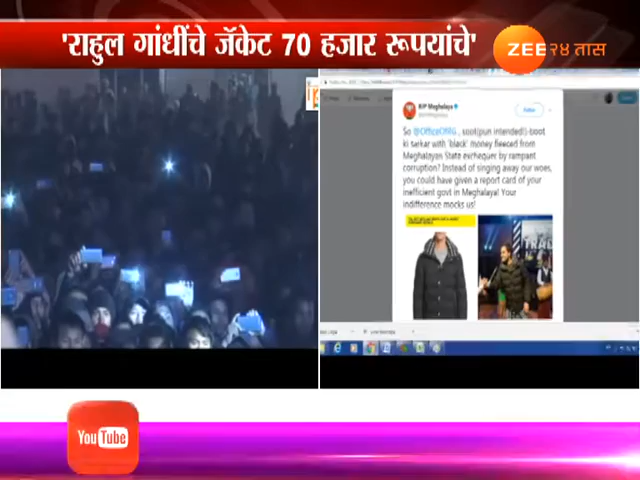 'राहुल गांधींचे जॅकेट 70 हजार रूपयांचे'
ZEE २४ तास
BJP Meghalaya
Follow
So @OfficeOfRG , soot(pun intended!)-boot
ki sarkar with 'black' money fleeced from
Meghalayan State exchequer by rampant
corruption? Instead of singing away our woes,
you could have given a report card of your
inefficient govt in Meghalaya! Your
indifference mocks us!
YouTube